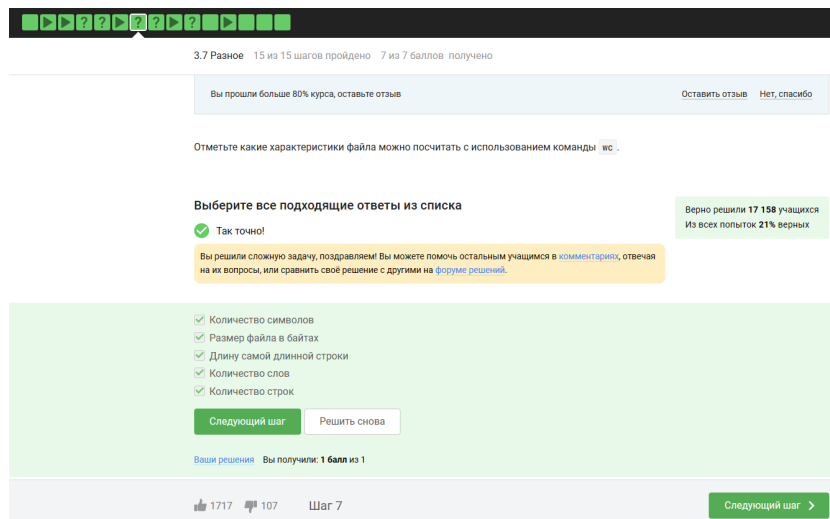 ? ? ? ? ?
3.7 Разное 15 из 15 шагов пройдено 7 из 7 баллов получено
Вы прошли больше 80% курса, оставьте отзыв Оставить отзыв Нет, спасибо
Отметьте какие характеристики файла можно посчитать с использованием команды wc .
Выберите все подходящие ответы из списка
Верно решили 17 158 учащихся
Из всех попыток 21% верных
Так точно!
Вы решили сложную задачу, поздравляем! Вы можете помочь остальным учащимся в комментариях, отвечая
на их вопросы, или сравнить своё решение с другими на форуме решений.
Количество символов
Размер файла в байтах
Длину самой длинной строки
Количество слов
Количество строк
Следующий шаг Решить снова
Ваши решения Вы получили: 1 балл из 1
1717 107 Шаг 7 Следующий шаг